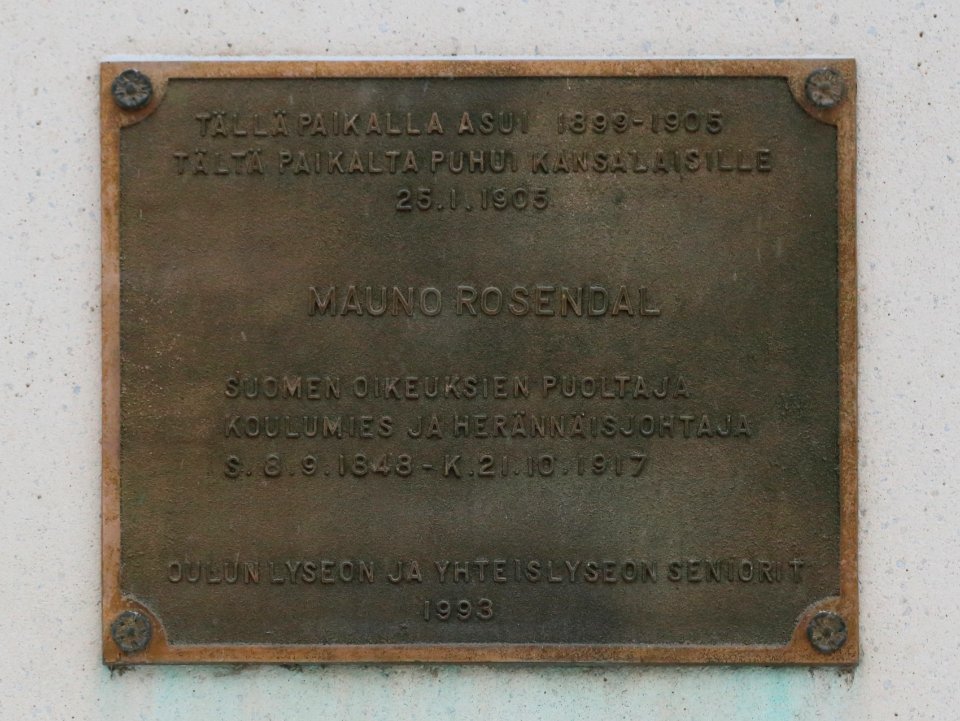 TÄLLÄ PAIKALLA ASUI 1899-1905
TÄLTÄ PAIKALTA PUHUI KANSALAISILLE
25.1.1905
MAUNO ROSENDAL
SUOMEN OIKEUKSIEN PUOLTAJA
KOULUMIES JA HERÄNNÄISJOHTAJA
S. 8.9.1848 - K. 21.10.1917
OULUN LYSEON JA YHTEISLYSEON SENIORIT
1993